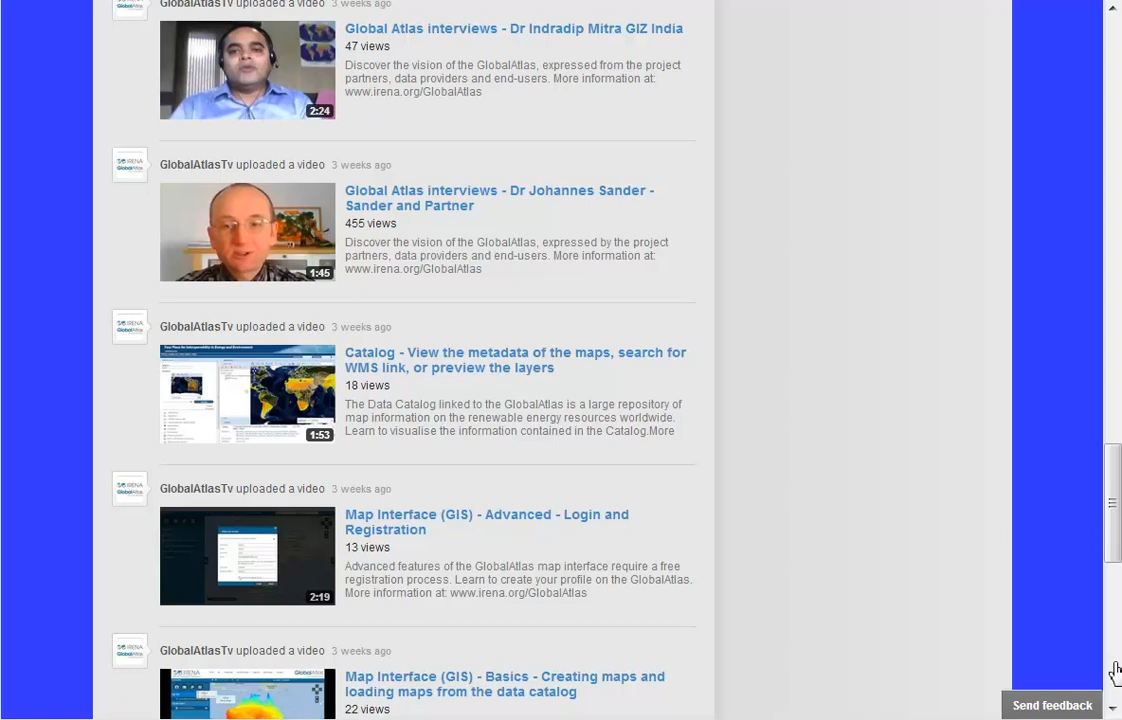 GlobalAtlasTv uploaded a video 3 weeks ago
Global Atlas interviews - Dr Indradip Mitra GIZ India
47 views
Discover the vision of the GlobalAtlas, expressed from the project
partners, data providers and end-users. More information at:
www.irena.org/GlobalAtlas
2:24
IRENA
GlobalAtlas
GlobalAtlasTv uploaded a video 3 weeks ago
Global Atlas interviews - Dr Johannes Sander -
Sander and Partner
455 views
Discover the vision of the GlobalAtlas, expressed by the project
partners, data providers and end-users. More information at:
www.irena.org/GlobalAtlas
1:45
IRENA
GlobalAtlas
GlobalAtlasTv uploaded a video 3 weeks ago
Catalog - View the metadata of the maps, search for
WMS link, or preview the layers
18 views
The Data Catalog linked to the GlobalAtlas is a large repository of
map information on the renewable energy resources worldwide.
Learn to visualise the information contained in the Catalog.More
1:53
IRENA
GlobalAtlas
GlobalAtlasTv uploaded a video 3 weeks ago
Map Interface (GIS) - Advanced - Login and
Registration
13 views
Advanced features of the GlobalAtlas map interface require a free
registration process. Learn to create your profile on the GlobalAtlas.
More information at: www.irena.org/GlobalAtlas
2:19
IRENA
GlobalAtlas
GlobalAtlasTv uploaded a video 3 weeks ago
Map Interface (GIS) - Basics - Creating maps and
loading maps from the data catalog
22 views
Send feedback